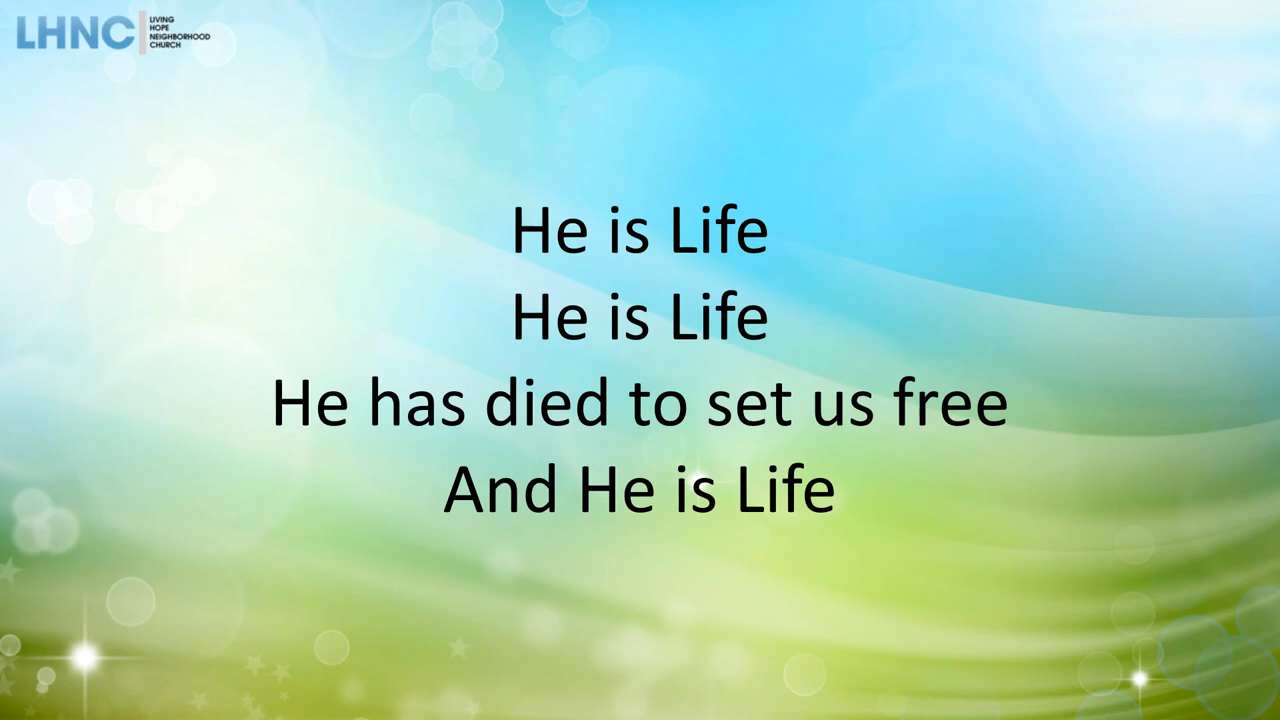 LHNC
LIVING
HOPE
NEIGHBORHOOD
CHURCH
He is Life
He is Life
He has died to set us free
And He is Life